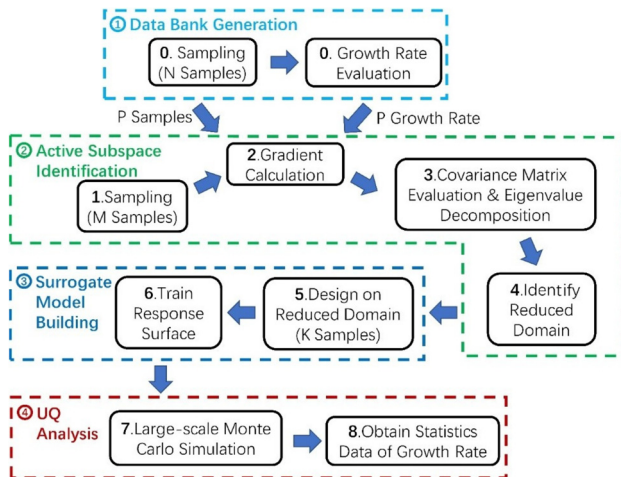 ① Data Bank Generation
0. Sampling
(N Samples)
0. Growth Rate
Evaluation
P Samples
P Growth Rate
② Active Subspace
Identification
1.Sampling
(M Samples)
2.Gradient
Calculation
3.Covariance Matrix
Evaluation & Eigenvalue
Decomposition
4.Identify
Reduced
Domain
③ Surrogate
Model
Building
5.Design on
Reduced Domain
(K Samples)
6.Train
Response
Surface
④ UQ
Analysis
7.Large-scale Monte
Carlo Simulation
8.Obtain Statistics
Data of Growth Rate